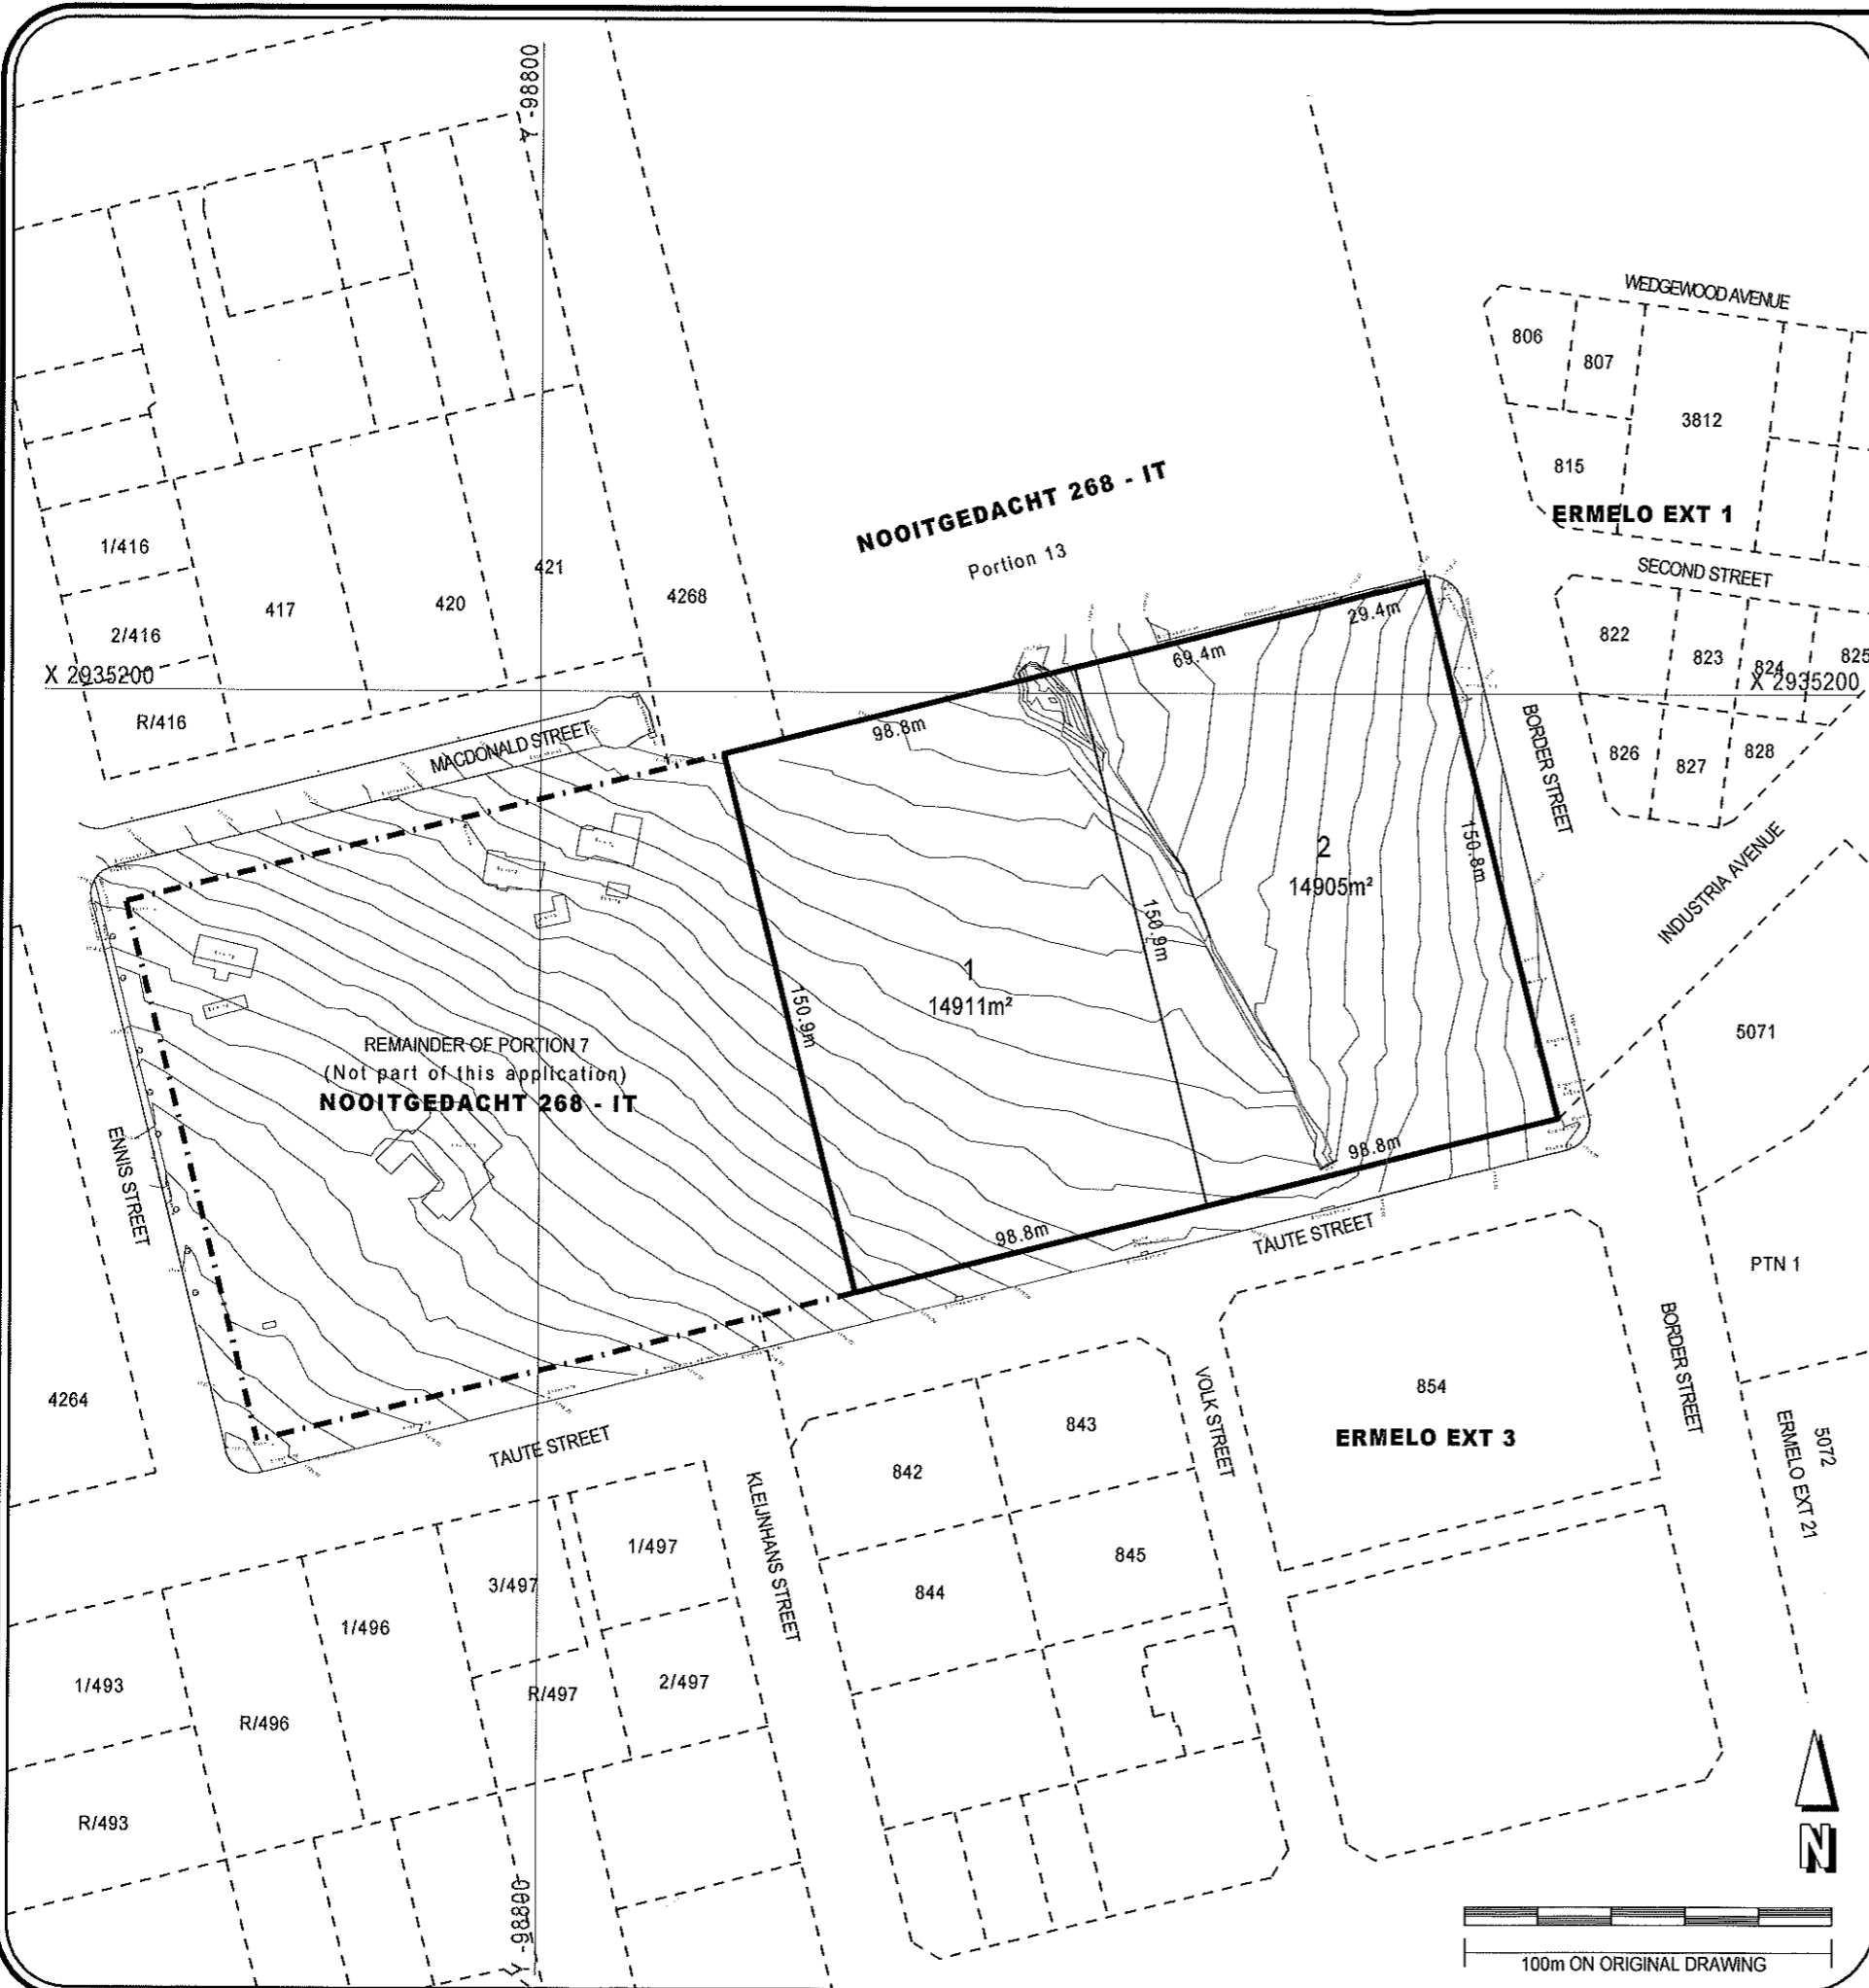 Y -98800
WEDGEWOOD AVENUE
806
807
3812
815
ERMELO EXT 1
SECOND STREET
822
823
824
825
X 2935200
826
827
828
NOOITGEDACHT 268 - IT
Portion 13
1/416
2/416
X 2935200
R/416
417
420
421
4268
MACDONALD STREET
98.8m
69.4m
29.4m
BORDER STREET
INDUSTRIA AVENUE
150.8m
2
14905m²
150.9m
1
14911m²
150.9m
REMAINDER OF PORTION 7
(Not part of this application)
NOOITGEDACHT 268 - IT
ENNIS STREET
98.8m
98.8m
TAUTE STREET
5071
PTN 1
BORDER STREET
5072
ERMELO EXT 21
4264
TAUTE STREET
KLEIJNHANS STREET
VOLK STREET
842
843
844
845
854
ERMELO EXT 3
1/497
3/497
1/496
1/493
R/496
R/497
2/497
R/493
Y -98800
N
100m ON ORIGINAL DRAWING